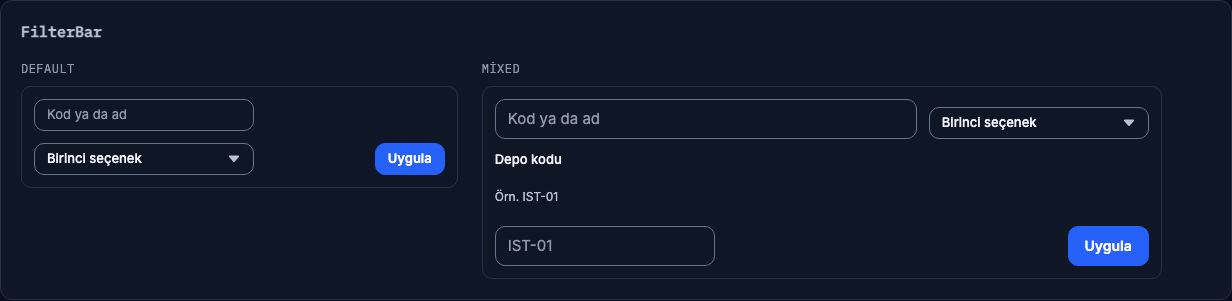 FilterBar
DEFAULT
Kod ya da ad
Birinci seçenek
Uygula
MİXED
Kod ya da ad
Birinci seçenek
Depo kodu
Örn. IST-01
IST-01
Uygula